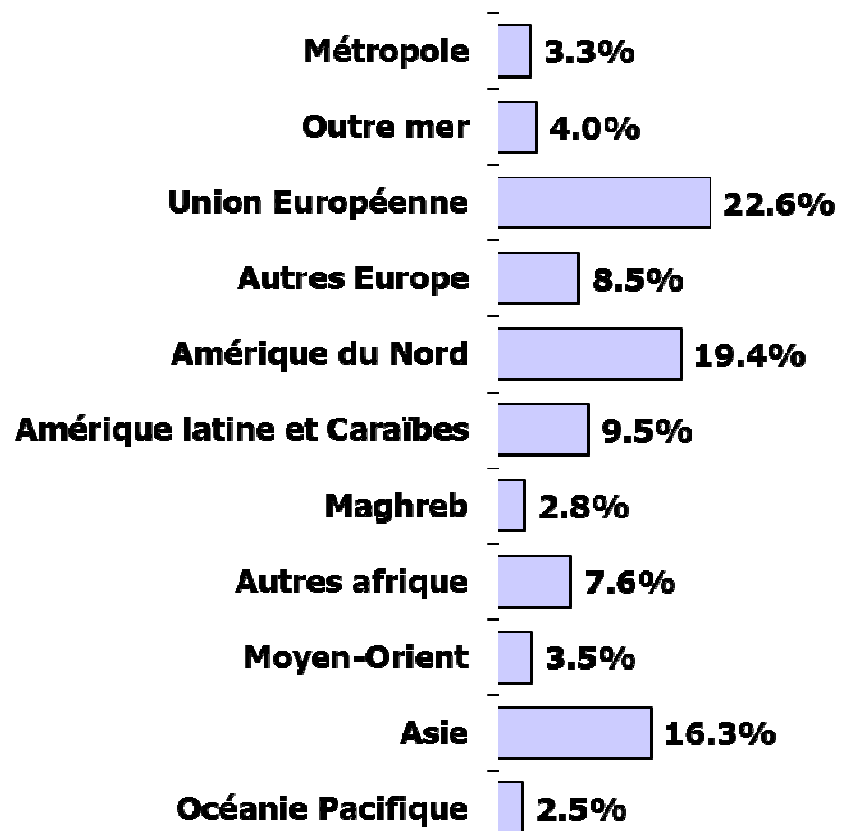 Métropole 3.3%
Outre mer 4.0%
Union Européenne 22.6%
Autres Europe 8.5%
Amérique du Nord 19.4%
Amérique latine et Caraïbes 9.5%
Maghreb 2.8%
Autres afrique 7.6%
Moyen-Orient 3.5%
Asie 16.3%
Océanie Pacifique 2.5%